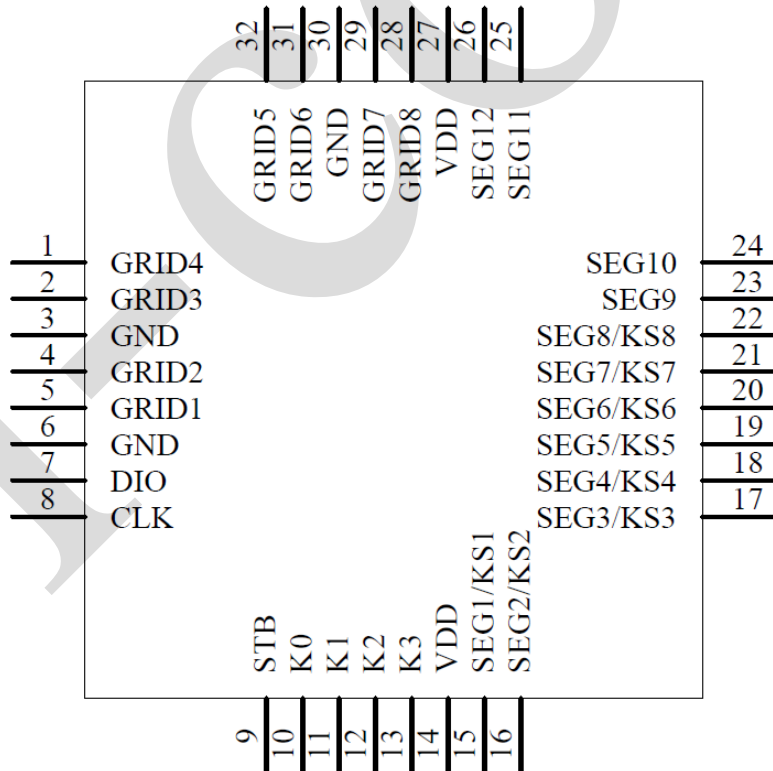 32 31 30 29 28 27 26 25
GRID5 GRID6 GND GRID7 GRID8 VDD SEG12 SEG11
1 GRID4 SEG10 24
2 GRID3 SEG9 23
3 GND SEG8/KS8 22
4 GRID2 SEG7/KS7 21
5 GRID1 SEG6/KS6 20
6 GND SEG5/KS5 19
7 DIO SEG4/KS4 18
8 CLK SEG3/KS3 17
STB K0 K1 K2 K3 VDD SEG1/KS1 SEG2/KS2
9 10 11 12 13 14 15 16